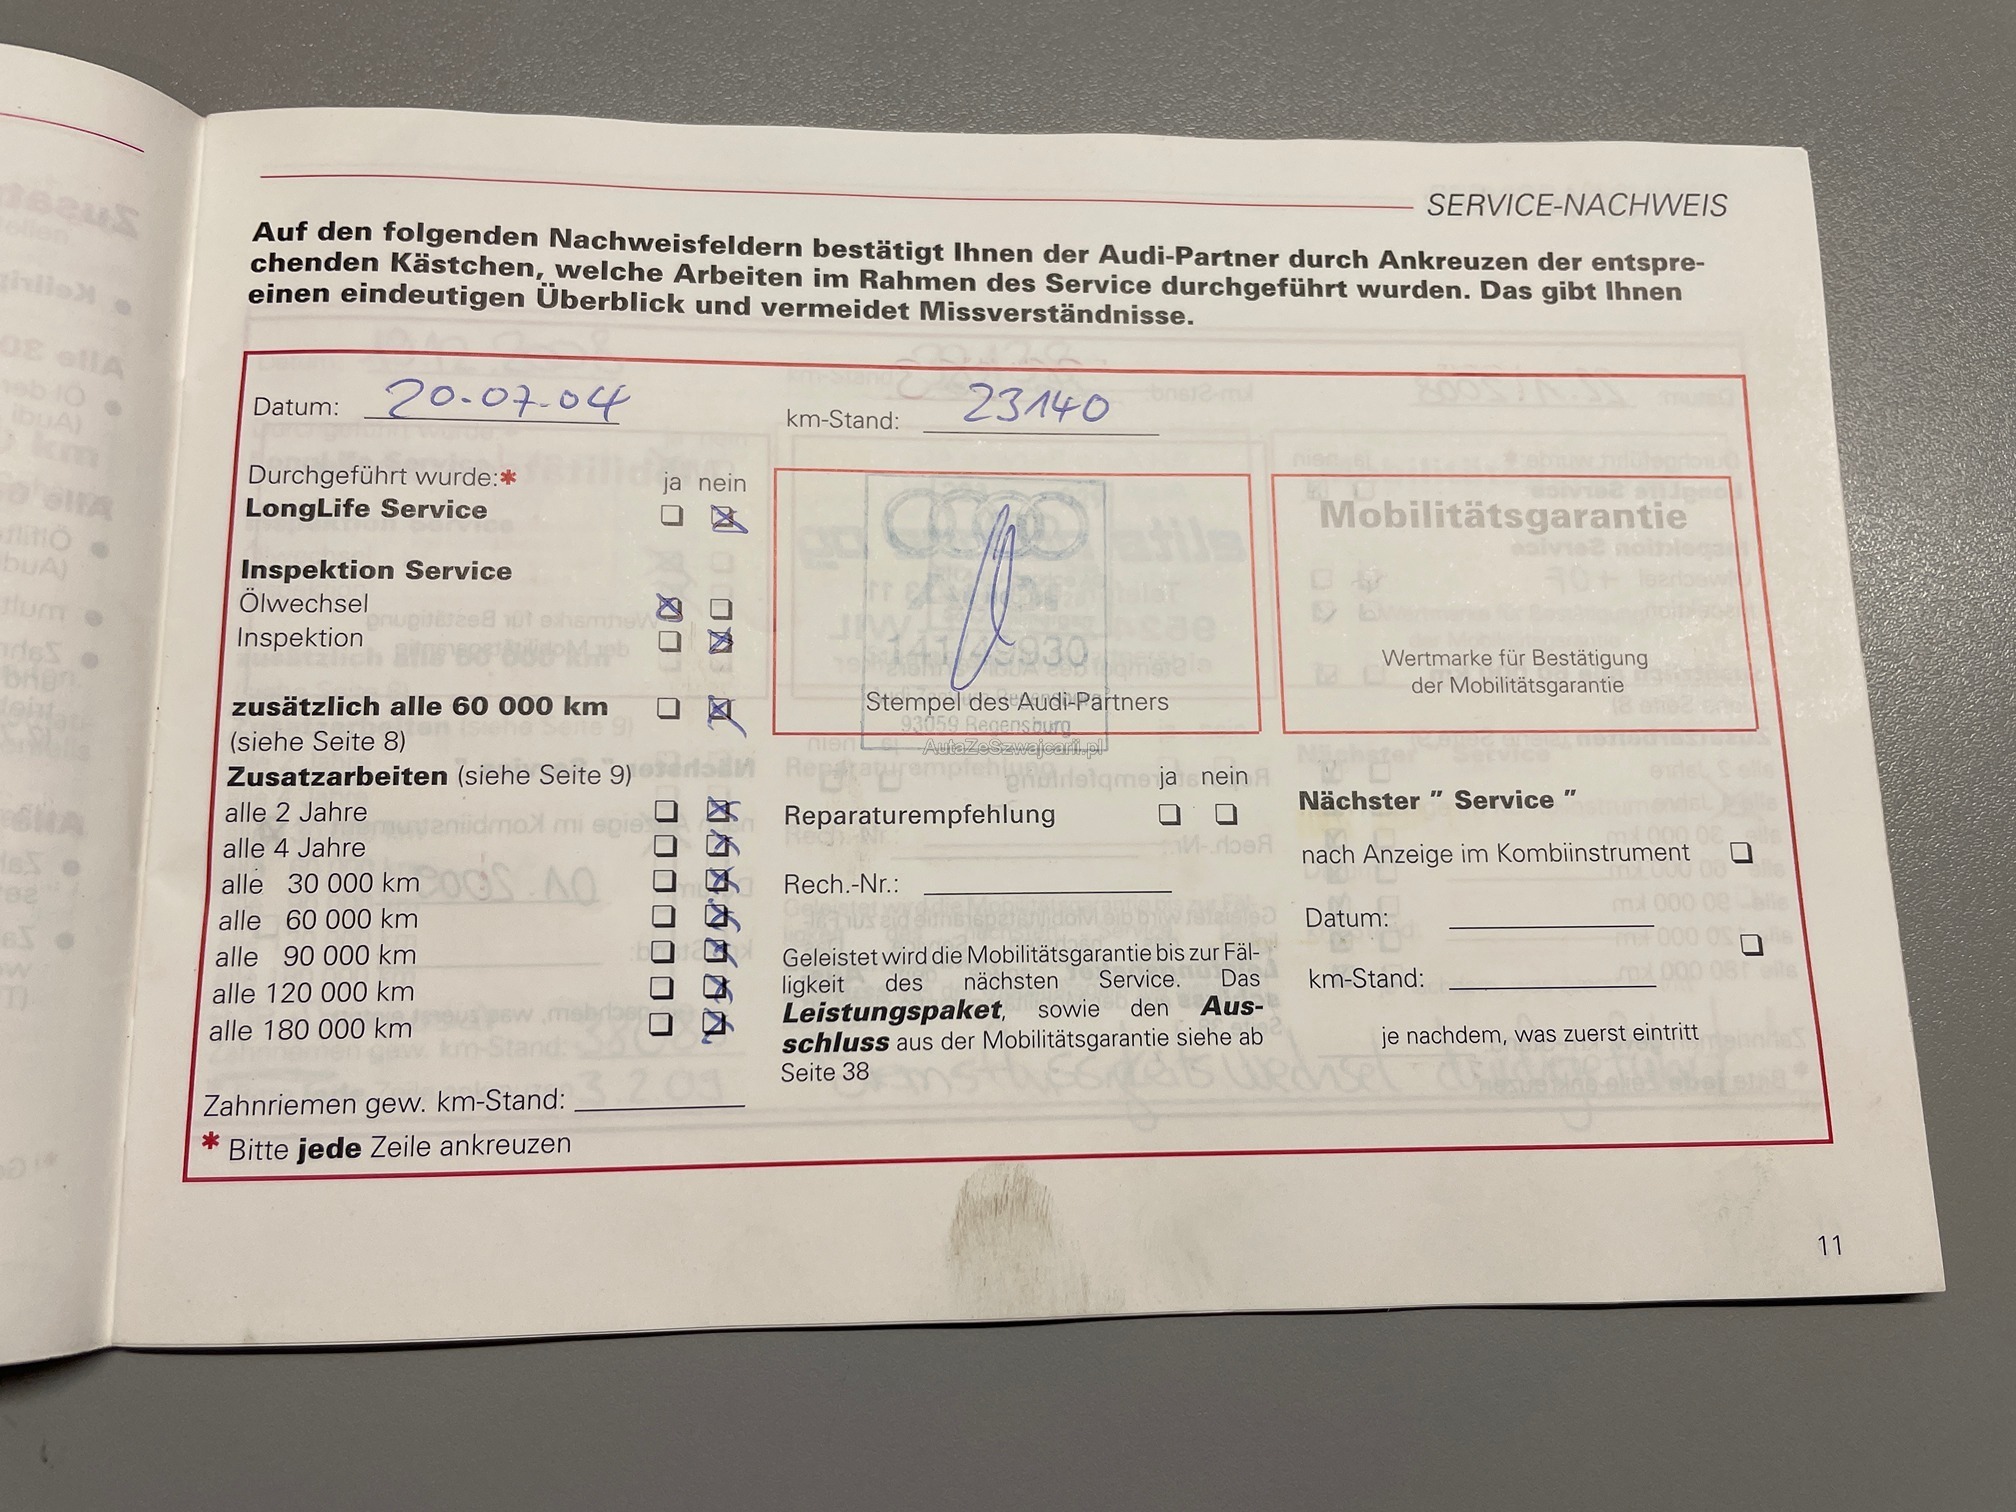 SERVICE-NACHWEIS
Auf den folgenden Nachweisfeldern bestätigt Ihnen der Audi-Partner durch Ankreuzen der entspre-
chenden Kästchen, welche Arbeiten im Rahmen des Service durchgeführt wurden. Das gibt Ihnen
einen eindeutigen Überblick und vermeidet Missverständnisse.
Datum: 20.07.04
km-Stand: 23140
Durchgeführt wurde:* ja nein
LongLife Service
Inspektion Service
Ölwechsel
Inspektion
zusätzlich alle 60 000 km
(siehe Seite 8)
Zusatzarbeiten (siehe Seite 9)
alle 2 Jahre
alle 4 Jahre
alle 30 000 km
alle 60 000 km
alle 90 000 km
alle 120 000 km
alle 180 000 km
Zahnriemen gew. km-Stand:
* Bitte jede Zeile ankreuzen
141/49930
Stempel des Audi-Partners
93059 Regensburg
AutaZeSzwajcarii.pl
ja nein
Reparaturempfehlung
Rech.-Nr.:
Geleistet wird die Mobilitätsgarantie bis zur Fäl-
ligkeit des nächsten Service. Das
Leistungspaket, sowie den Aus-
schluss aus der Mobilitätsgarantie siehe ab
Seite 38
Mobilitätsgarantie
Wertmarke für Bestätigung
der Mobilitätsgarantie
Nächster " Service "
nach Anzeige im Kombiinstrument
Datum:
km-Stand:
je nachdem, was zuerst eintritt
11